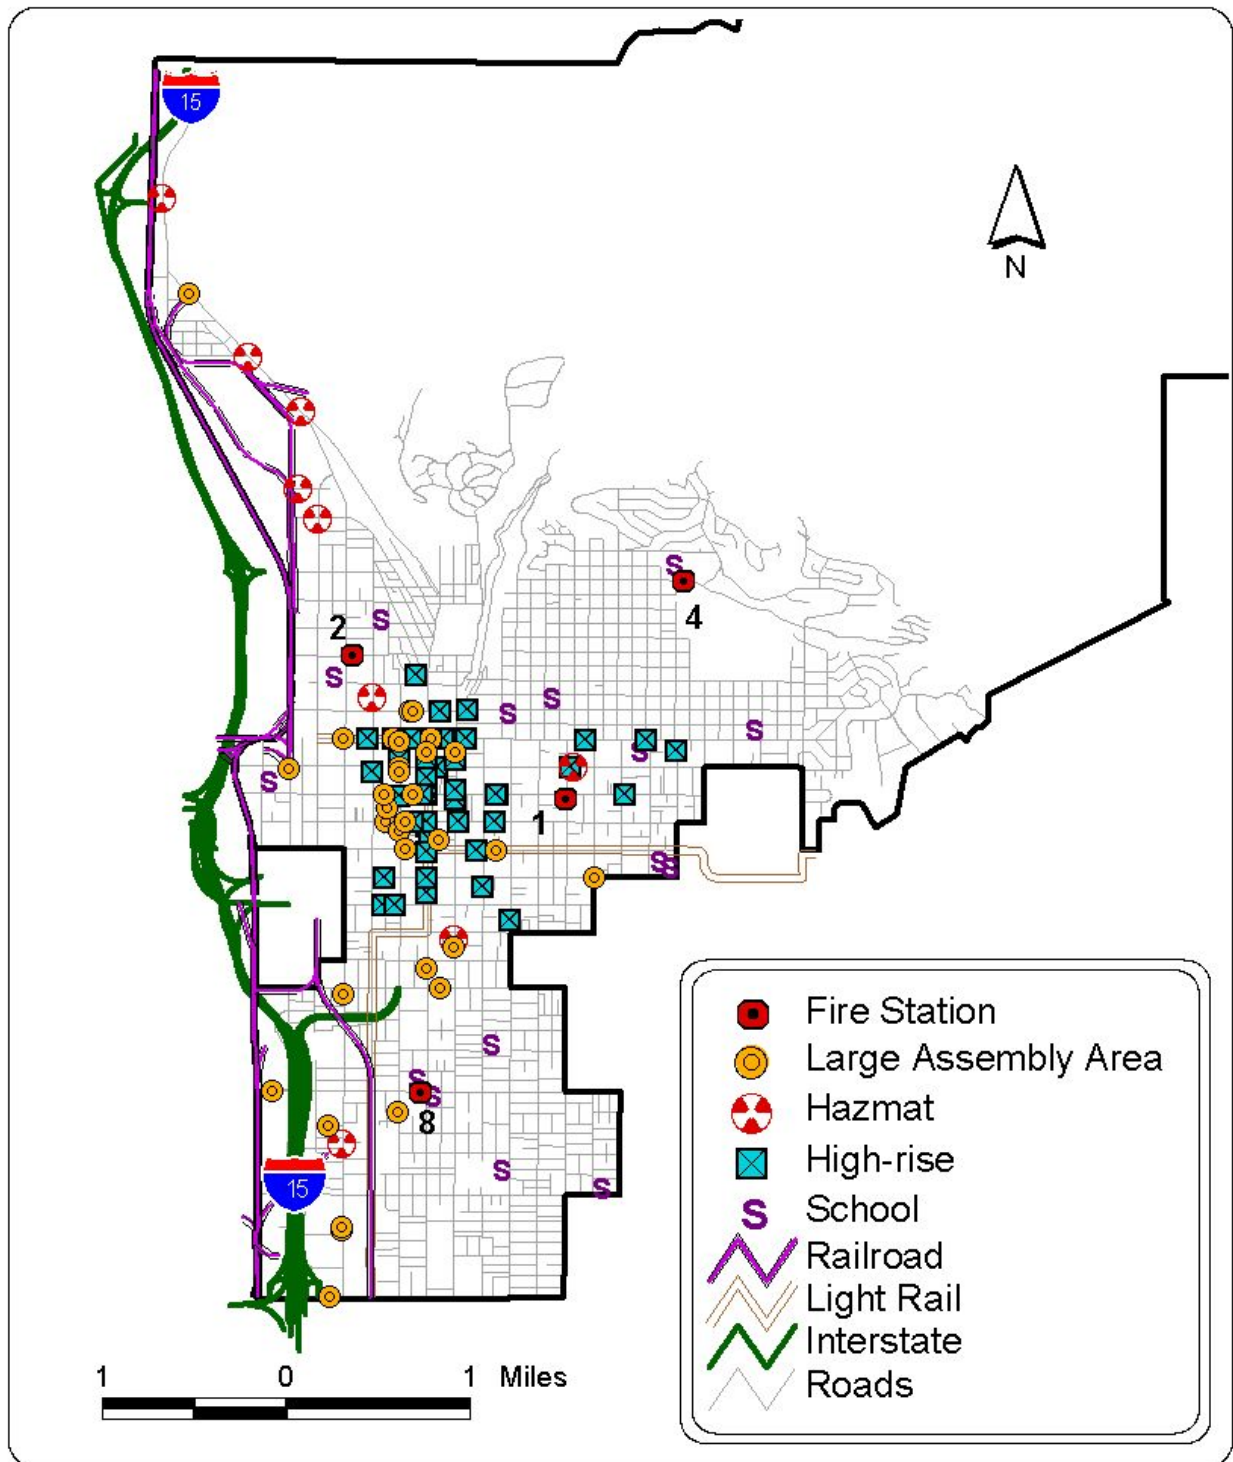 15
N
2
S
S
S
4
S
S
S
S
S
1
S
S
S
S
S
8
S
S
15
Fire Station
Large Assembly Area
Hazmat
High-rise
S School
Railroad
Light Rail
Interstate
Roads
1 0 1 Miles